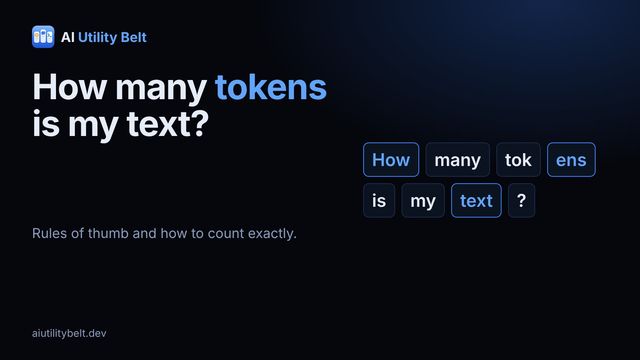 AI Utility Belt
How many tokens
is my text?
How many tok ens
is my text ?
Rules of thumb and how to count exactly.
aiutilitybelt.dev